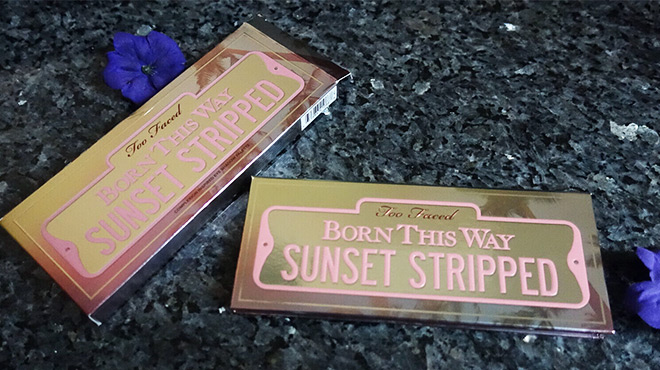 Too Faced
BORN THIS WAY
SUNSET STRIPPED
Too Faced
BORN THIS WAY
SUNSET STRIPPED